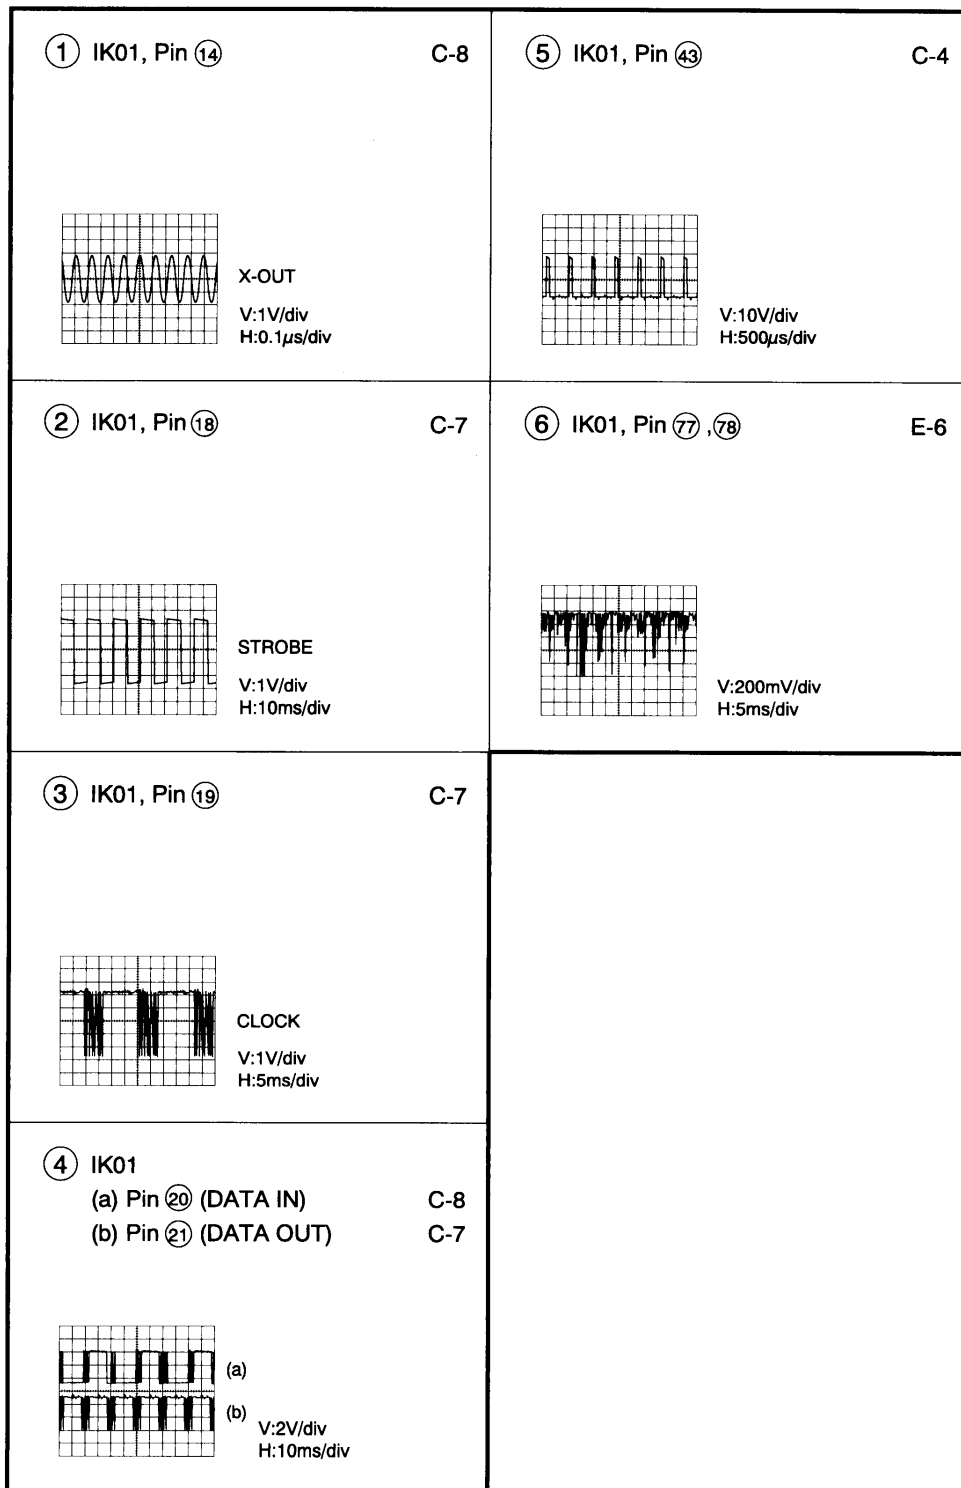 ① IK01, Pin ⑭ C-8
X-OUT
V:1V/div
H:0.1μs/div
② IK01, Pin ⑱ C-7
STROBE
V:1V/div
H:10ms/div
③ IK01, Pin ⑲ C-7
CLOCK
V:1V/div
H:5ms/div
④ IK01
(a) Pin ⑳ (DATA IN) C-8
(b) Pin ㉑ (DATA OUT) C-7
(a)
(b)
V:2V/div
H:10ms/div
⑤ IK01, Pin ㊸ C-4
V:10V/div
H:500μs/div
⑥ IK01, Pin 77 , 78 E-6
V:200mV/div
H:5ms/div